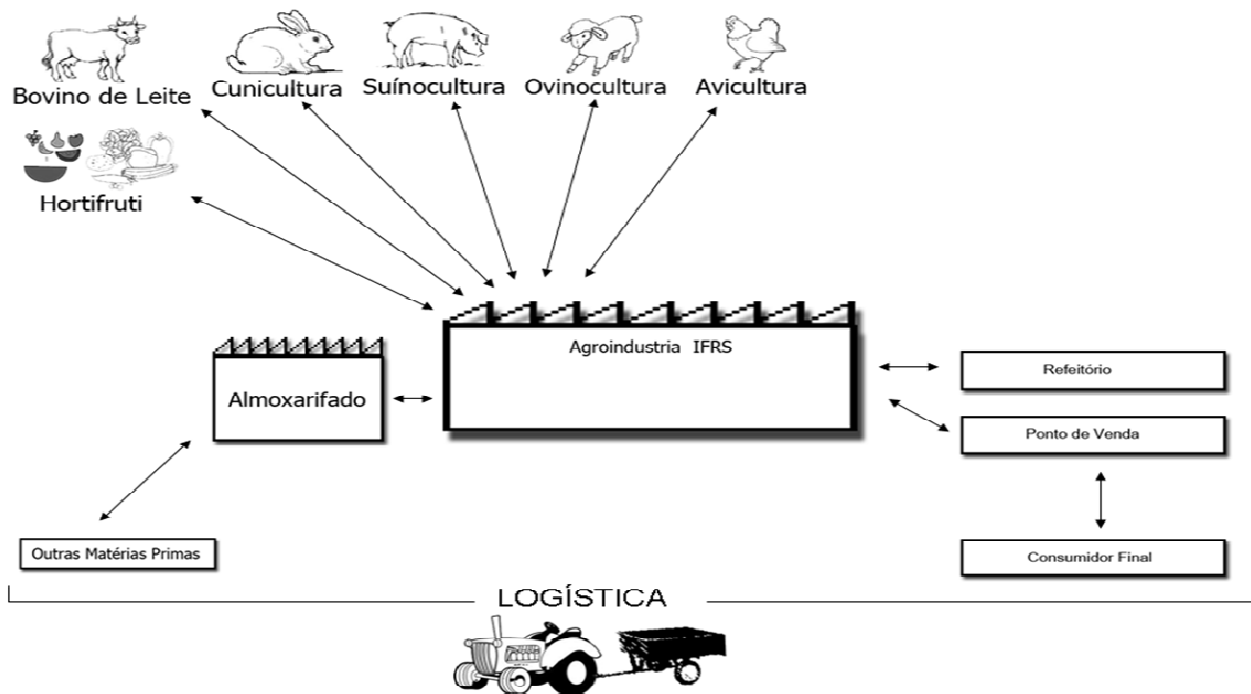 Bovino de Leite
Cunicultura
Suínocultura
Ovinocultura
Avicultura
Hortifruti
Agroindustria IFRS
Almoxarifado
Refeitório
Ponto de Venda
Outras Matérias Primas
Consumidor Final
LOGÍSTICA